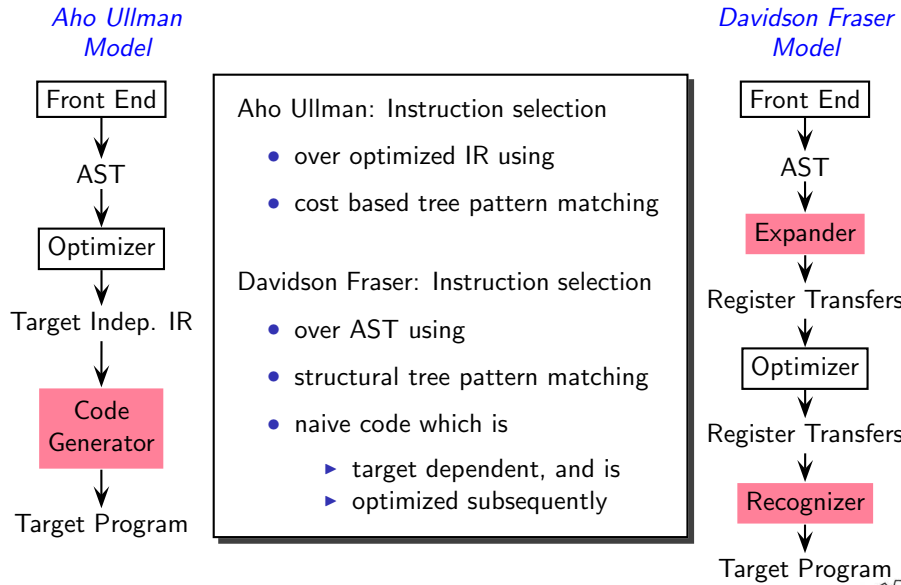 Aho Ullman
Model
Front End
AST
Optimizer
Target Indep. IR
Code
Generator
Target Program
Aho Ullman: Instruction selection
• over optimized IR using
• cost based tree pattern matching
Davidson Fraser: Instruction selection
• over AST using
• structural tree pattern matching
• naive code which is
▶ target dependent, and is
▶ optimized subsequently
Davidson Fraser
Model
Front End
AST
Expander
Register Transfers
Optimizer
Register Transfers
Recognizer
Target Program